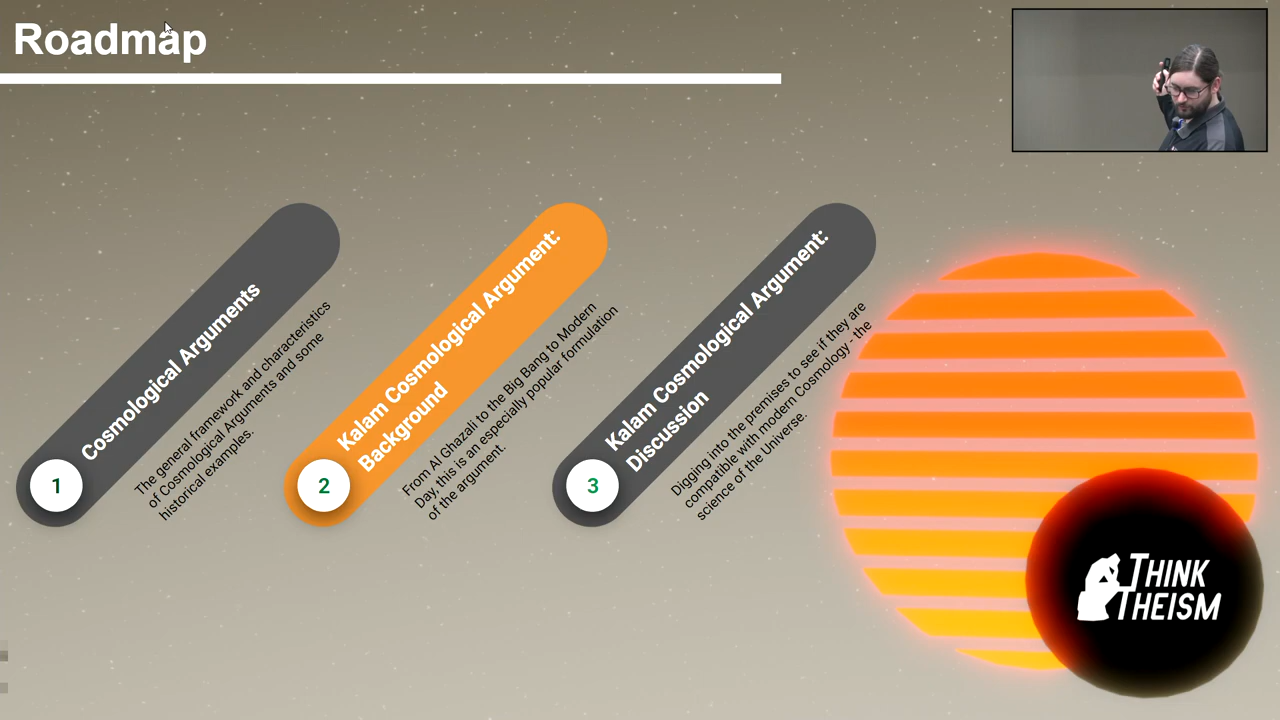 Roadmap
Cosmological Arguments
1
The general framework and characteristics
of Cosmological Arguments and some
historical examples.
Kalam Cosmological Argument:
Background
2
From Al Ghazali to the Big Bang to Modern
Day, this is an especially popular formulation
of the argument.
Kalam Cosmological Argument:
Discussion
3
Digging into the premises to see if they are
compatible with modern Cosmology - the
science of the Universe.
THINK
THEISM